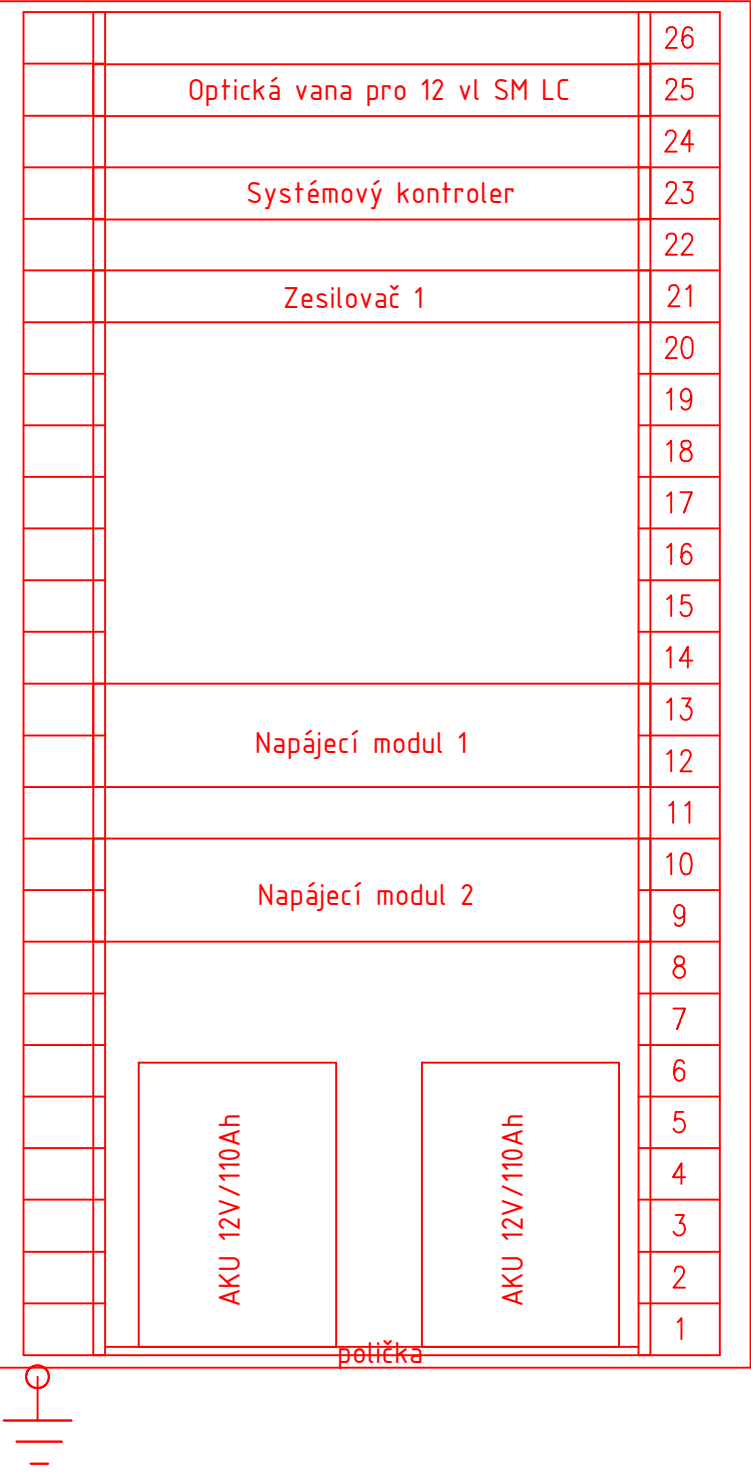 26
Optická vana pro 12 vl SM LC 25
24
Systémový kontroler 23
22
Zesilovač 1 21
20
19
18
17
16
15
14
13
Napájecí modul 1
12
11
10
Napájecí modul 2
9
8
7
6
5
4
3
2
1
AKU 12V/110Ah
AKU 12V/110Ah
polička